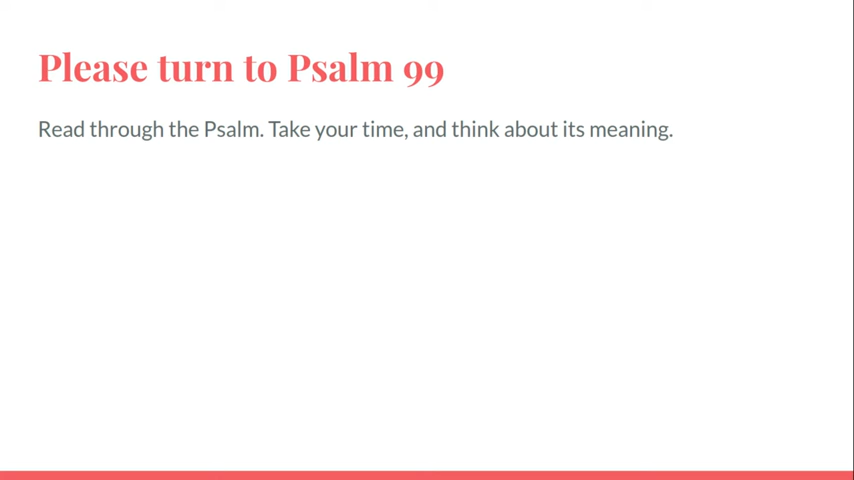 Please turn to Psalm 99
Read through the Psalm. Take your time, and think about its meaning.